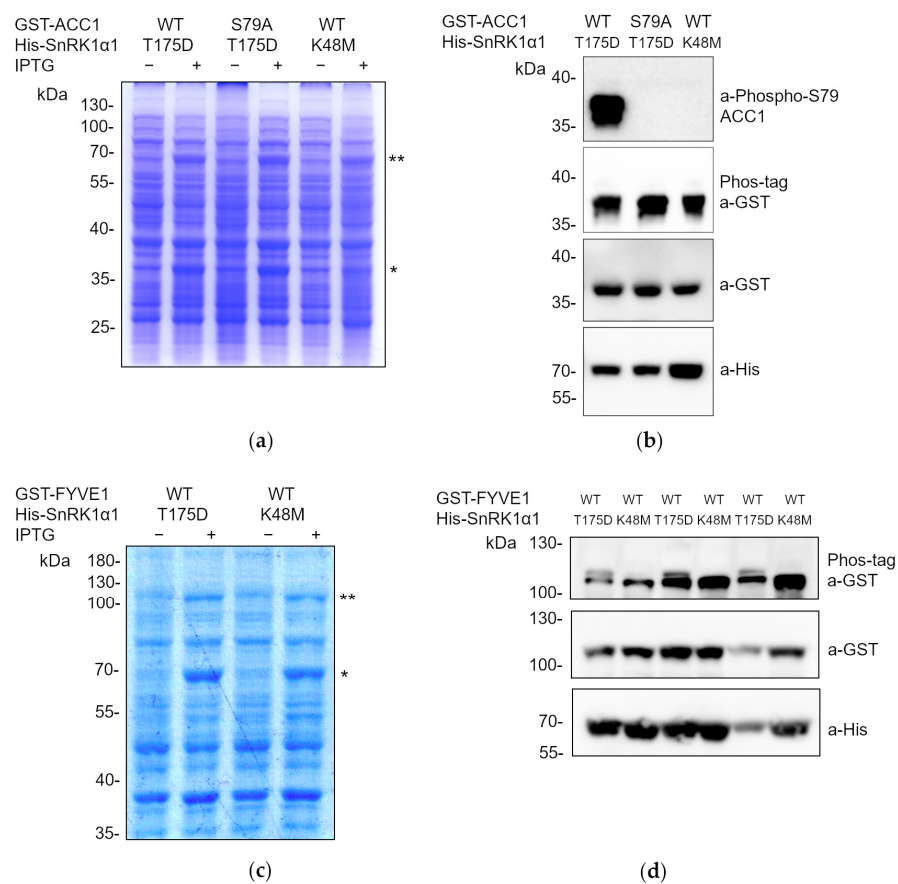 GST-ACC1 WT S79A WT
His-SnRK1α1 T175D T175D K48M
IPTG – + – + – +
kDa
130-
100-
70- **
55-
40-
35- *
25-
(a)
GST-ACC1 WT S79A WT
His-SnRK1α1 T175D T175D K48M
kDa
40-
a-Phospho-S79
ACC1
35-
40-
Phos-tag
a-GST
35-
40-
a-GST
35-
70- a-His
55-
(b)
GST-FYVE1 WT WT
His-SnRK1α1 T175D K48M
IPTG – + – +
kDa
180-
130-
100- **
70- *
55-
40-
35-
(c)
GST-FYVE1 WT WT WT WT WT WT
His-SnRK1α1 T175D K48M T175D K48M T175D K48M
kDa 130-
Phos-tag
a-GST
100-
130-
a-GST
100-
70- a-His
55-
(d)